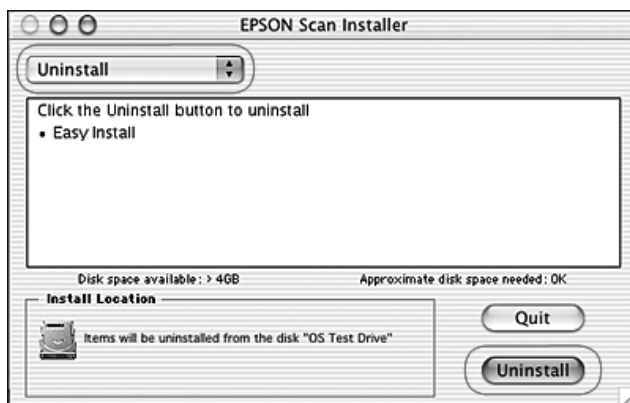 EPSON Scan Installer
Uninstall
Click the Uninstall button to uninstall
• Easy Install
Disk space available: > 4GB
Approximate disk space needed: OK
Install Location
Items will be uninstalled from the disk "OS Test Drive"
Quit
Uninstall